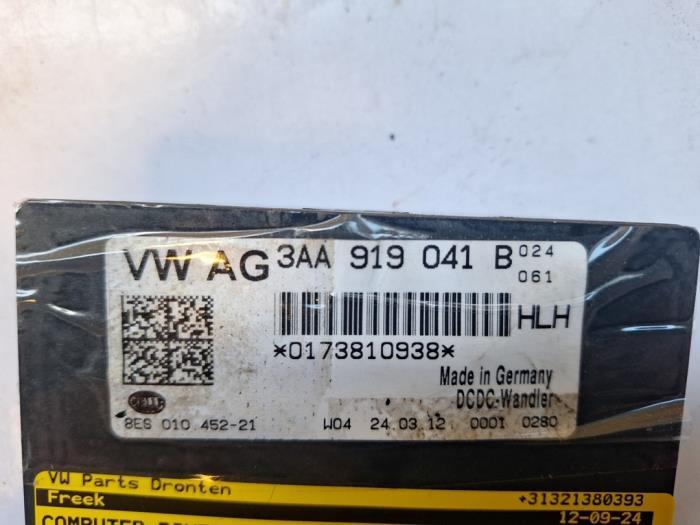 VW AG 3AA 919 041 B 024
061
HLH
*0173810938*
Made in Germany
DCDC-Wandler
HELLA
8ES 010.452-21 W04 24.03.12 0001 0280
VW Parts Dronten
Freek +31321380393
12-09-24